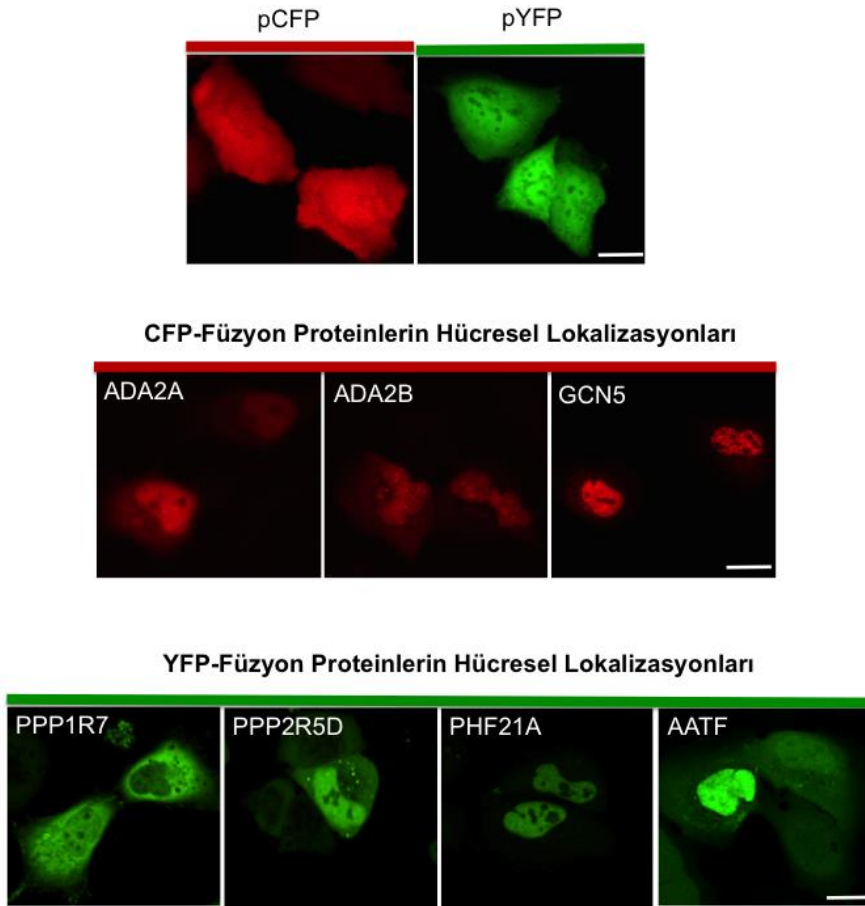 pCFP pYFP
CFP-Füzyon Proteinlerin Hücresel Lokalizasyonları
ADA2A ADA2B GCN5
YFP-Füzyon Proteinlerin Hücresel Lokalizasyonları
PPP1R7 PPP2R5D PHF21A AATF